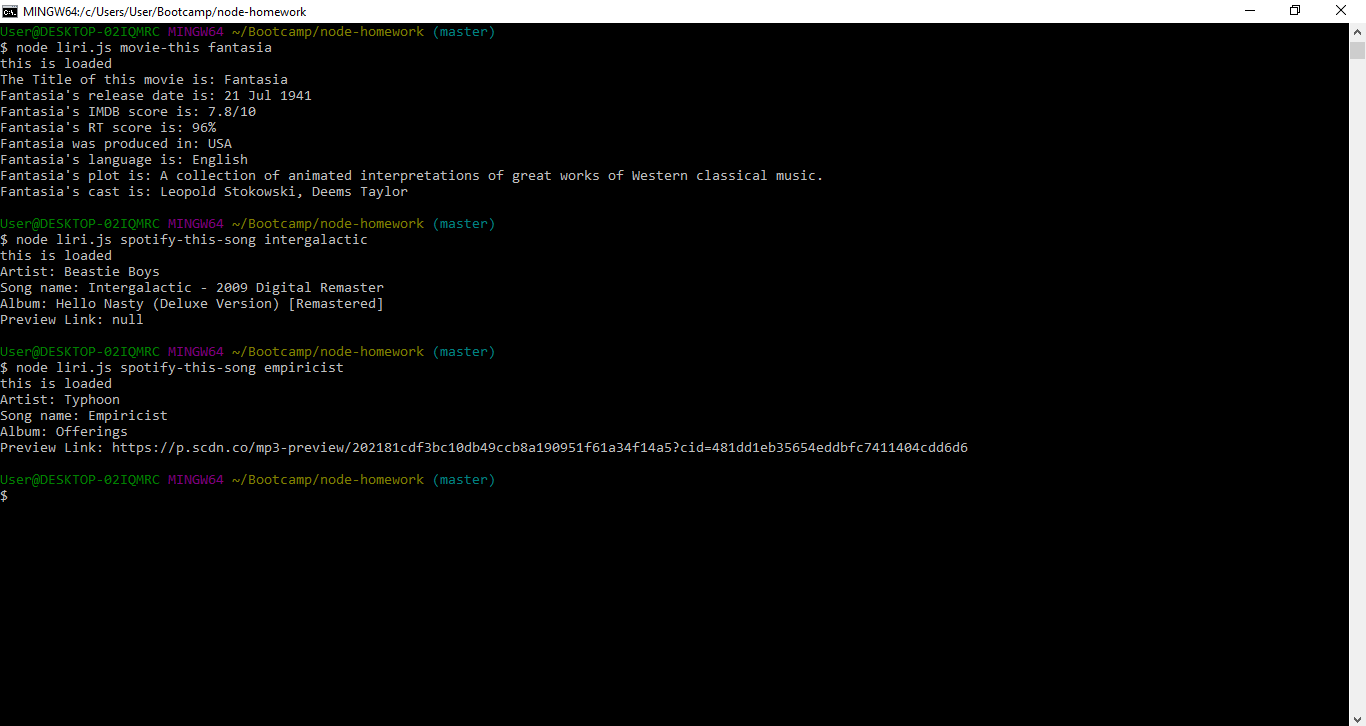 MINGW64:/c/Users/User/Bootcamp/node-homework
User@DESKTOP-02IQMRC MINGW64 ~/Bootcamp/node-homework (master)
$ node liri.js movie-this fantasia
this is loaded
The Title of this movie is: Fantasia
Fantasia's release date is: 21 Jul 1941
Fantasia's IMDB score is: 7.8/10
Fantasia's RT score is: 96%
Fantasia was produced in: USA
Fantasia's language is: English
Fantasia's plot is: A collection of animated interpretations of great works of Western classical music.
Fantasia's cast is: Leopold Stokowski, Deems Taylor
User@DESKTOP-02IQMRC MINGW64 ~/Bootcamp/node-homework (master)
$ node liri.js spotify-this-song intergalactic
this is loaded
Artist: Beastie Boys
Song name: Intergalactic - 2009 Digital Remaster
Album: Hello Nasty (Deluxe Version) [Remastered]
Preview Link: null
User@DESKTOP-02IQMRC MINGW64 ~/Bootcamp/node-homework (master)
$ node liri.js spotify-this-song empiricist
this is loaded
Artist: Typhoon
Song name: Empiricist
Album: Offerings
Preview Link: https://p.scdn.co/mp3-preview/202181cdf3bc10db49ccb8a190951f61a34f14a5?cid=481dd1eb35654eddbfc7411404cdd6d6
User@DESKTOP-02IQMRC MINGW64 ~/Bootcamp/node-homework (master)
$